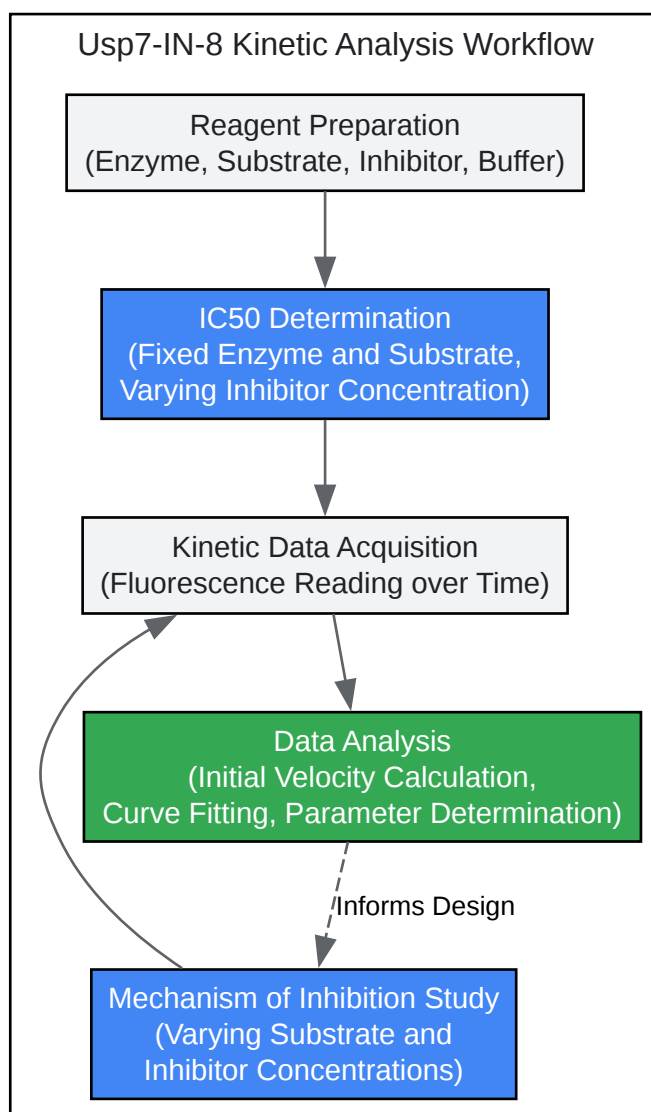 Usp7-IN-8 Kinetic Analysis Workflow
Reagent Preparation
(Enzyme, Substrate, Inhibitor, Buffer)
IC50 Determination
(Fixed Enzyme and Substrate,
Varying Inhibitor Concentration)
Kinetic Data Acquisition
(Fluorescence Reading over Time)
Data Analysis
(Initial Velocity Calculation,
Curve Fitting, Parameter Determination)
Informs Design
Mechanism of Inhibition Study
(Varying Substrate and
Inhibitor Concentrations)